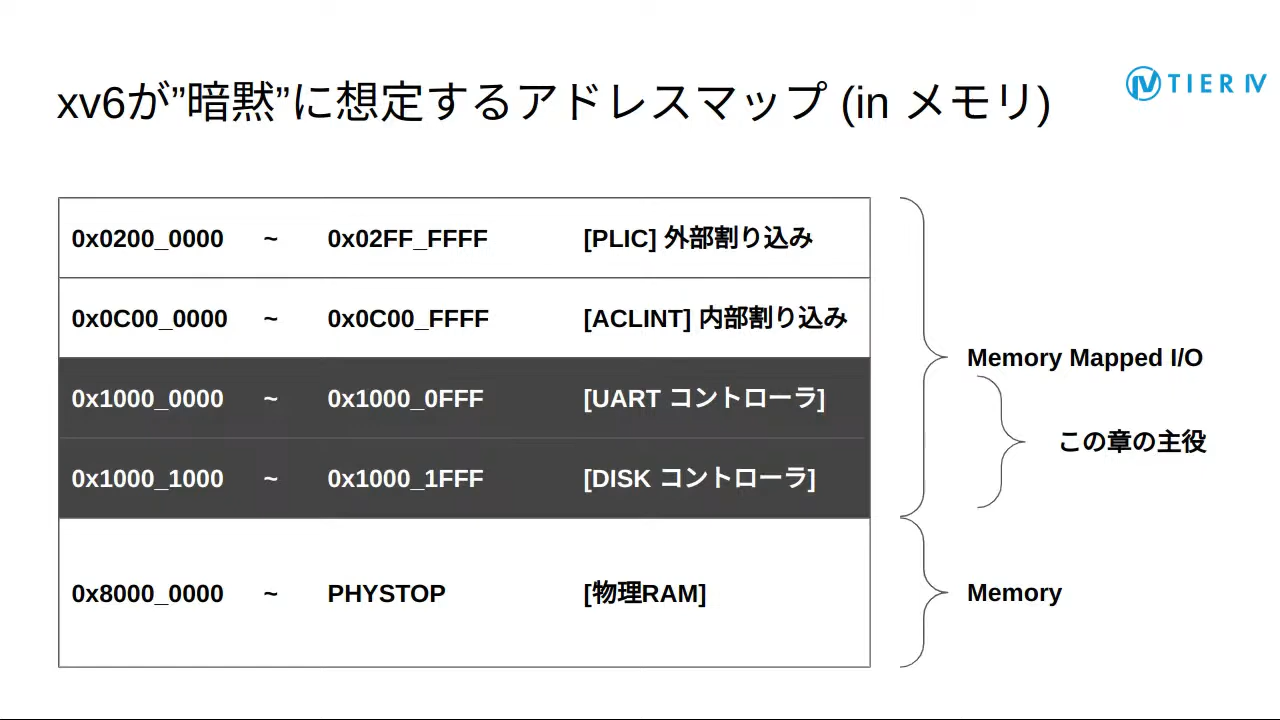 xv6が”暗黙”に想定するアドレスマップ (in メモリ)
TIER IV
0x0200_0000 ~ 0x02FF_FFFF [PLIC] 外部割り込み
0x0C00_0000 ~ 0x0C00_FFFF [ACLINT] 内部割り込み
Memory Mapped I/O
0x1000_0000 ~ 0x1000_0FFF [UART コントローラ]
この章の主役
0x1000_1000 ~ 0x1000_1FFF [DISK コントローラ]
0x8000_0000 ~ PHYSTOP [物理RAM]
Memory